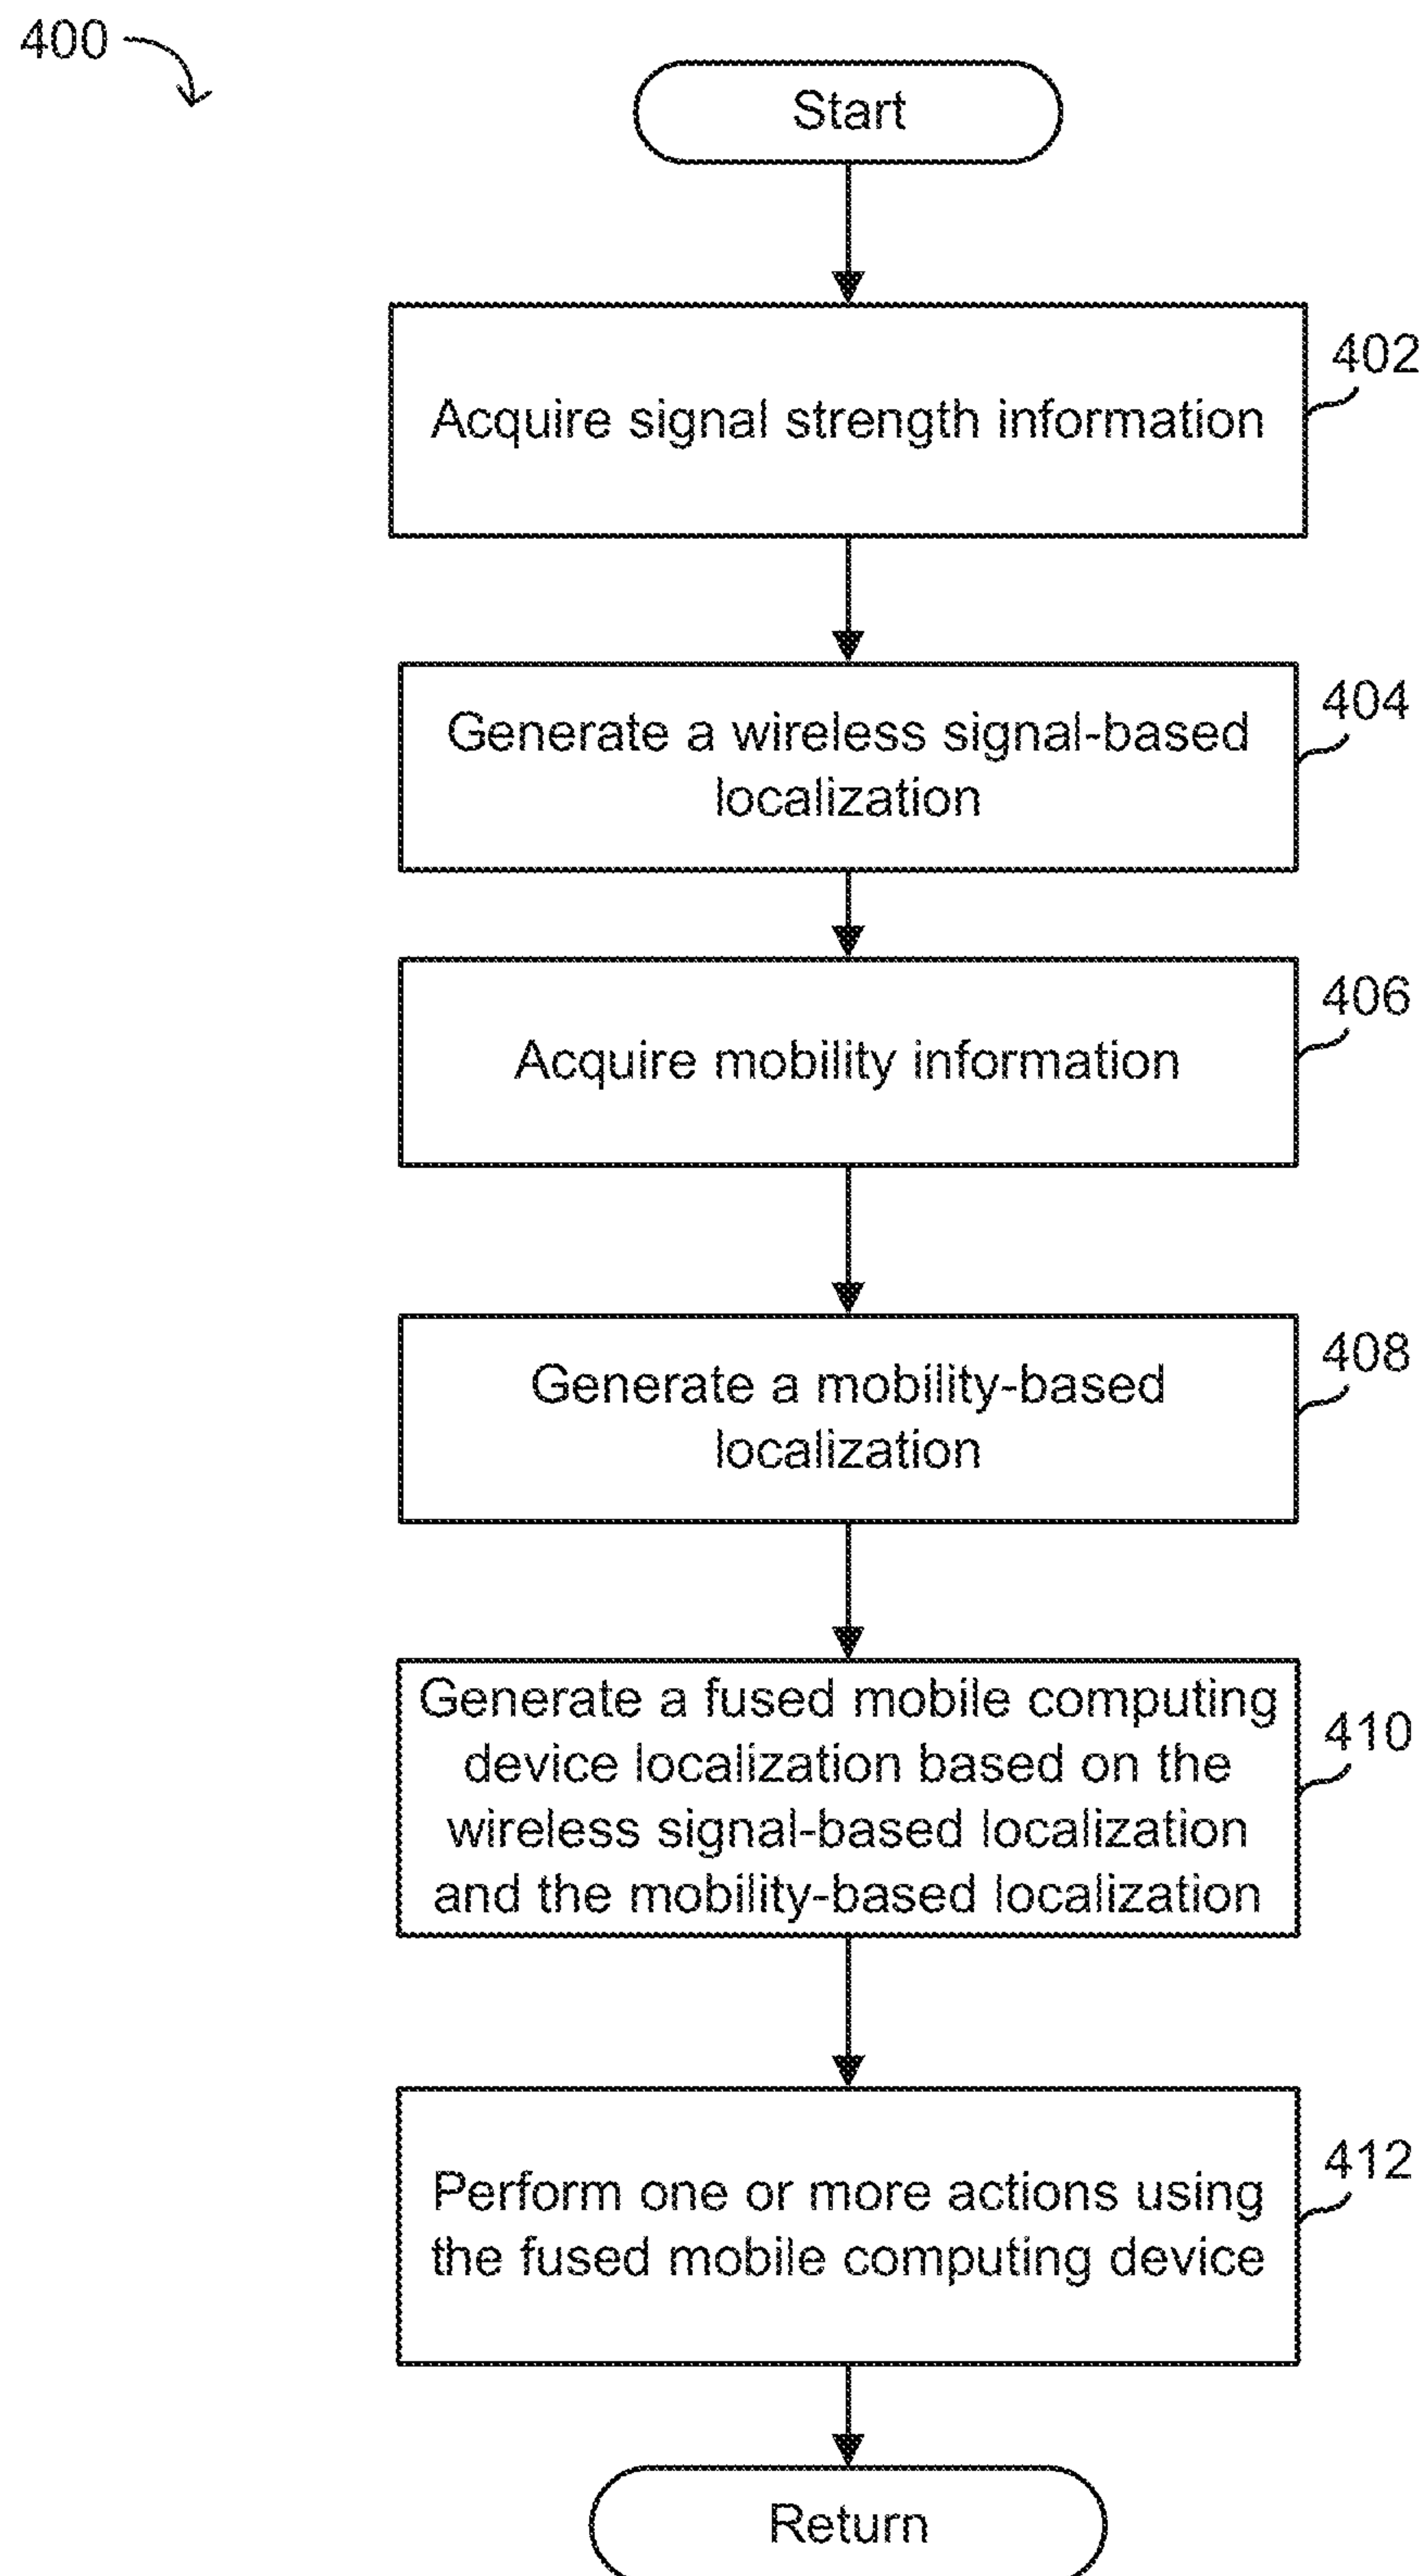 400
Start
Acquire signal strength information
402
Generate a wireless signal-based
localization
404
Acquire mobility information
406
Generate a mobility-based
localization
408
Generate a fused mobile computing
device localization based on the
wireless signal-based localization
and the mobility-based localization
410
Perform one or more actions using
the fused mobile computing device
412
Return